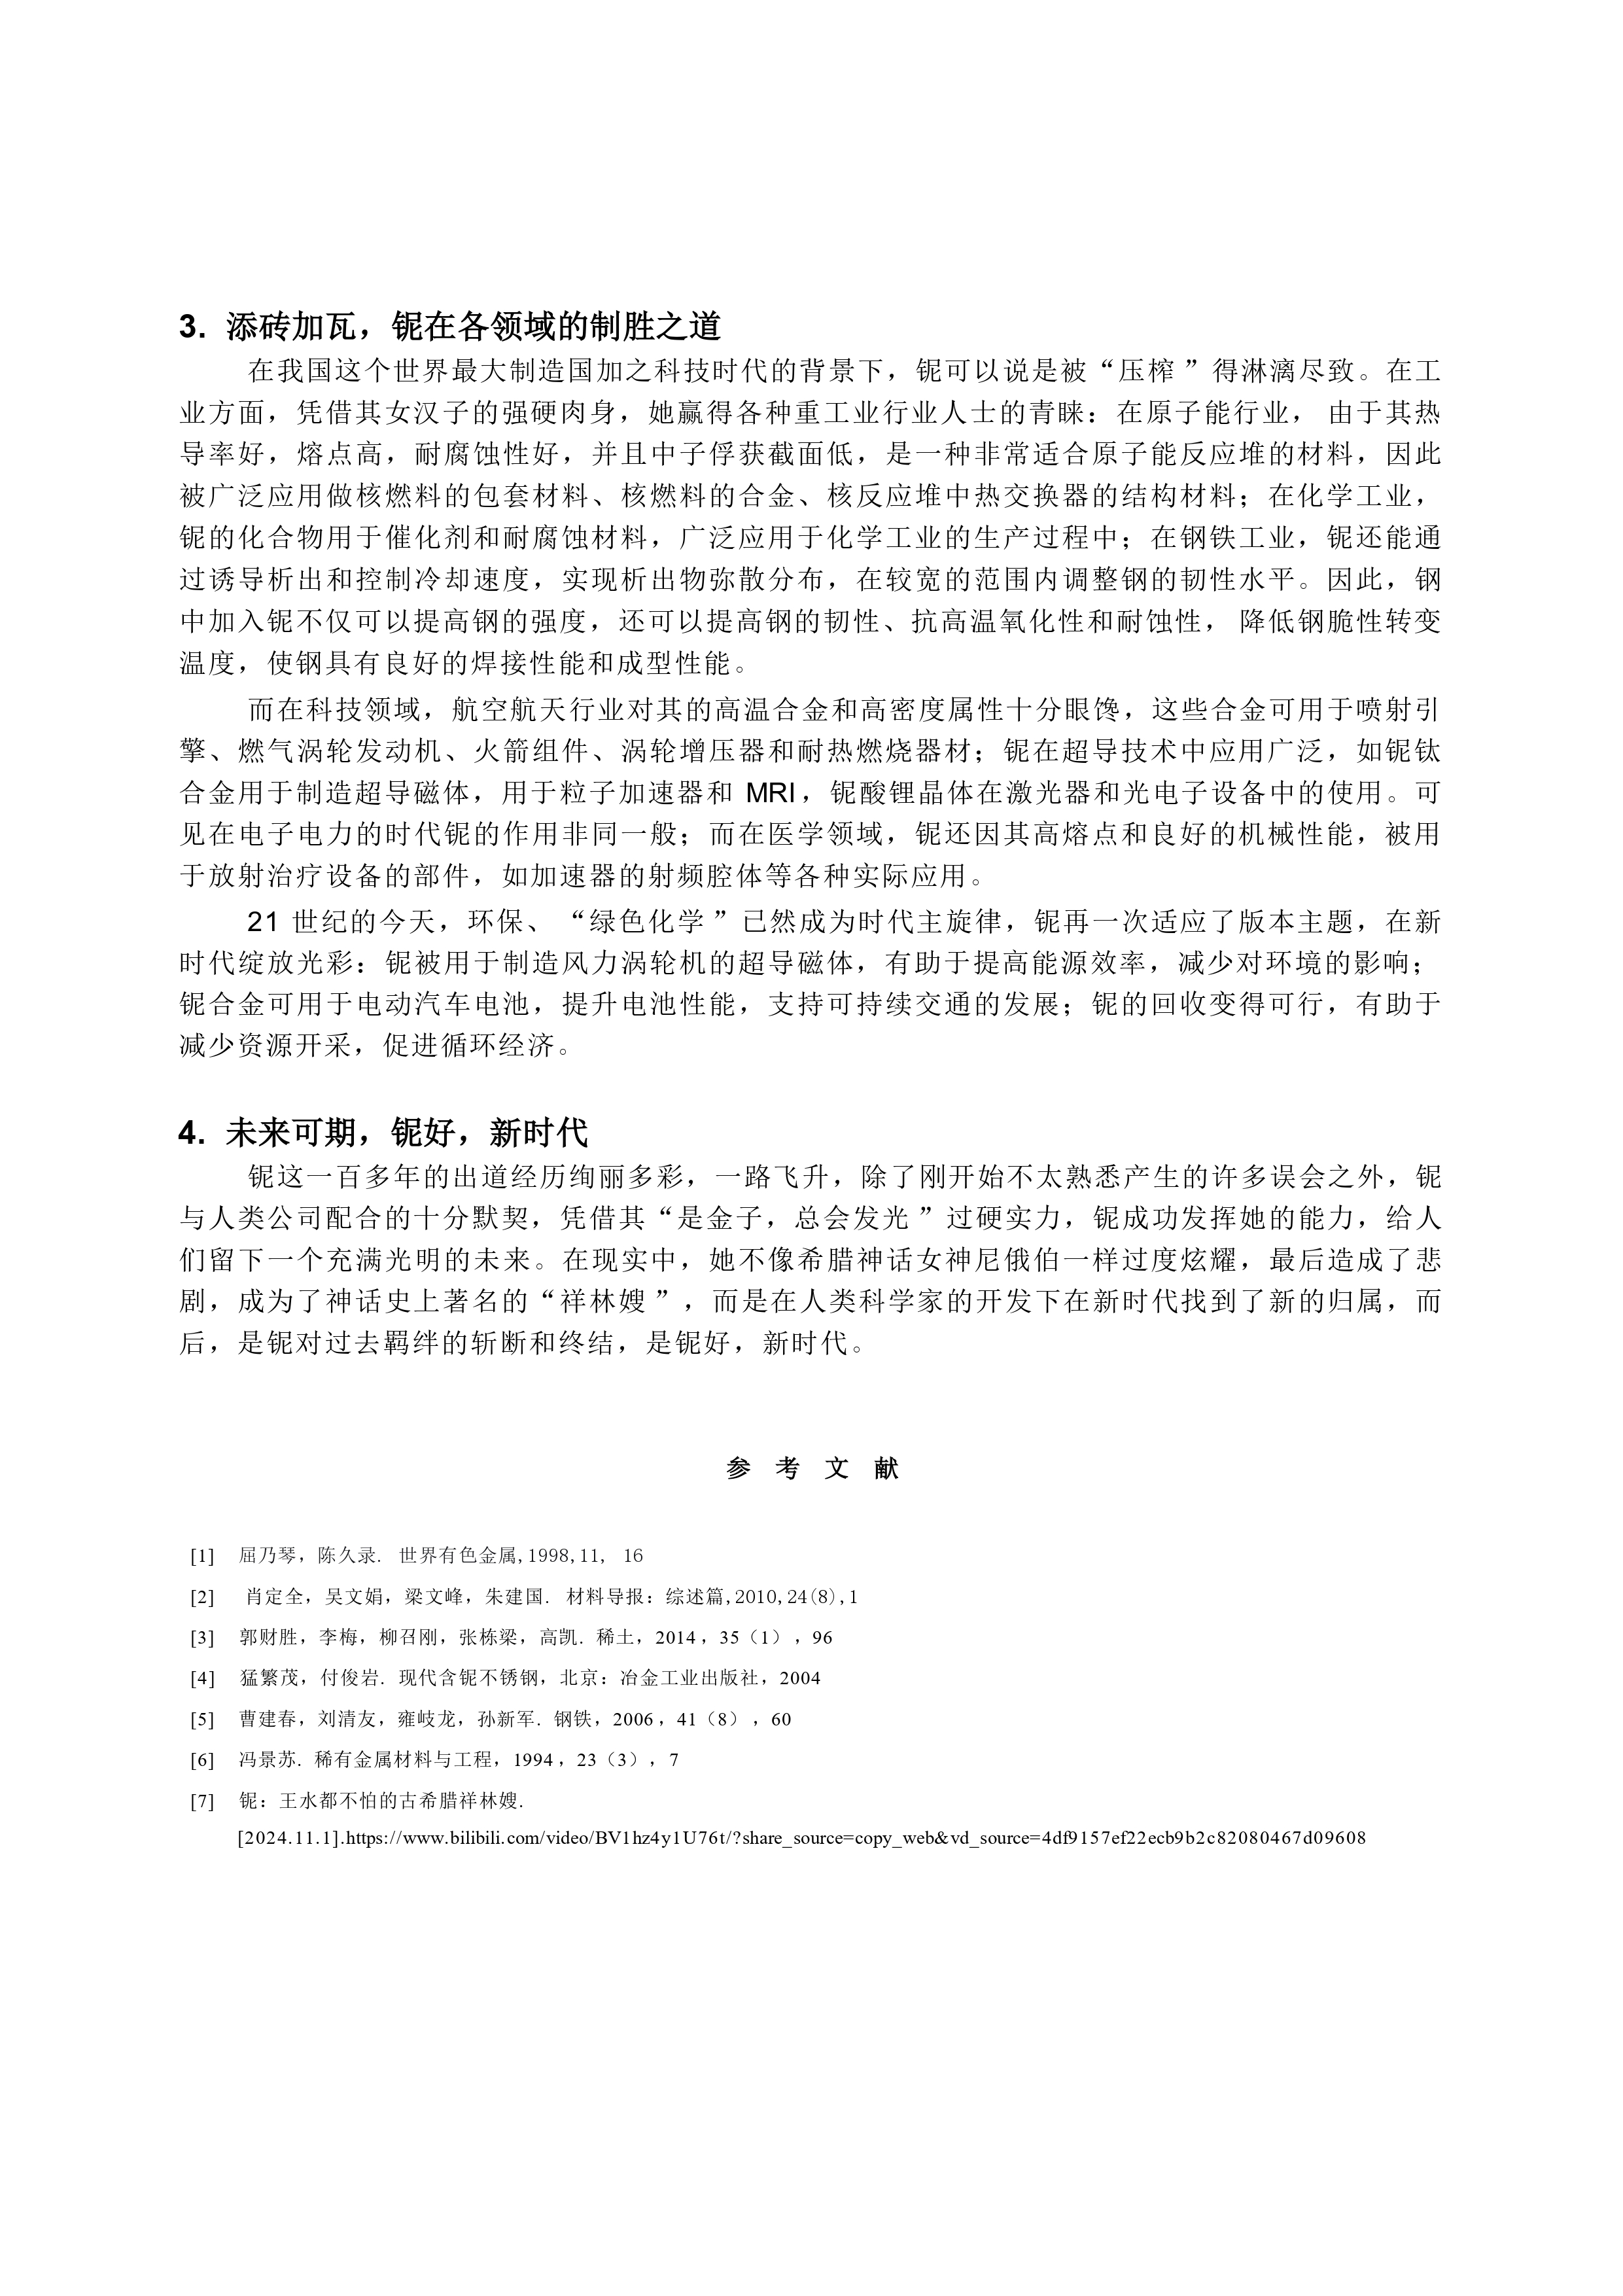 3. 添砖加瓦，铌在各领域的制胜之道
在我国这个世界最大制造国加之科技时代的背景下，铌可以说是被“压榨 ”得淋漓尽致。在工
业方面，凭借其女汉子的强硬肉身，她赢得各种重工业行业人士的青睐：在原子能行业， 由于其热
导率好，熔点高，耐腐蚀性好，并且中子俘获截面低，是一种非常适合原子能反应堆的材料，因此
被广泛应用做核燃料的包套材料、核燃料的合金、核反应堆中热交换器的结构材料；在化学工业，
铌的化合物用于催化剂和耐腐蚀材料，广泛应用于化学工业的生产过程中；在钢铁工业，铌还能通
过诱导析出和控制冷却速度，实现析出物弥散分布，在较宽的范围内调整钢的韧性水平。因此，钢
中加入铌不仅可以提高钢的强度，还可以提高钢的韧性、抗高温氧化性和耐蚀性， 降低钢脆性转变
温度，使钢具有良好的焊接性能和成型性能。
而在科技领域，航空航天行业对其的高温合金和高密度属性十分眼馋，这些合金可用于喷射引
擎、燃气涡轮发动机、火箭组件、涡轮增压器和耐热燃烧器材；铌在超导技术中应用广泛，如铌钛
合金用于制造超导磁体，用于粒子加速器和 MRI，铌酸锂晶体在激光器和光电子设备中的使用。可
见在电子电力的时代铌的作用非同一般；而在医学领域，铌还因其高熔点和良好的机械性能，被用
于放射治疗设备的部件，如加速器的射频腔体等各种实际应用。
21 世纪的今天，环保、 “绿色化学 ”已然成为时代主旋律，铌再一次适应了版本主题，在新
时代绽放光彩：铌被用于制造风力涡轮机的超导磁体，有助于提高能源效率，减少对环境的影响；
铌合金可用于电动汽车电池，提升电池性能，支持可持续交通的发展；铌的回收变得可行，有助于
减少资源开采，促进循环经济。
4. 未来可期，铌好，新时代
铌这一百多年的出道经历绚丽多彩，一路飞升，除了刚开始不太熟悉产生的许多误会之外，铌
与人类公司配合的十分默契，凭借其“是金子，总会发光 ”过硬实力，铌成功发挥她的能力，给人
们留下一个充满光明的未来。在现实中，她不像希腊神话女神尼俄伯一样过度炫耀，最后造成了悲
剧，成为了神话史上著名的“祥林嫂 ”，而是在人类科学家的开发下在新时代找到了新的归属，而
后，是铌对过去羁绊的斩断和终结，是铌好，新时代。
参 考 文 献
[1] 屈乃琴，陈久录. 世界有色金属,1998,11, 16
[2] 肖定全，吴文娟，梁文峰，朱建国. 材料导报：综述篇,2010,24(8),1
[3] 郭财胜，李梅，柳召刚，张栋梁，高凯. 稀土，2014，35（1），96
[4] 猛繁茂，付俊岩. 现代含铌不锈钢，北京：冶金工业出版社，2004
[5] 曹建春，刘清友，雍岐龙，孙新军. 钢铁，2006，41（8），60
[6] 冯景苏. 稀有金属材料与工程，1994，23（3），7
[7] 铌：王水都不怕的古希腊祥林嫂.
[2024.11.1].https://www.bilibili.com/video/BV1hz4y1U76t/?share_source=copy_web&vd_source=4df9157ef22ecb9b2c82080467d09608